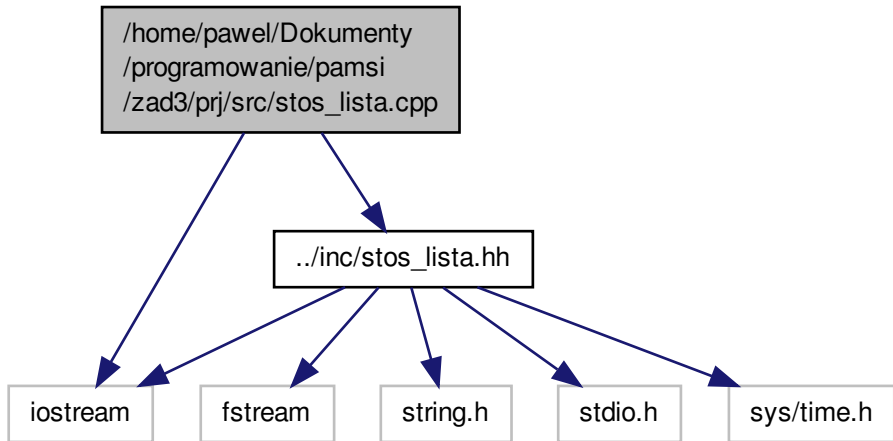 /home/pawel/Dokumenty
/programowanie/pamsi
/zad3/prj/src/stos_lista.cpp
../inc/stos_lista.hh
iostream
fstream
string.h
stdio.h
sys/time.h